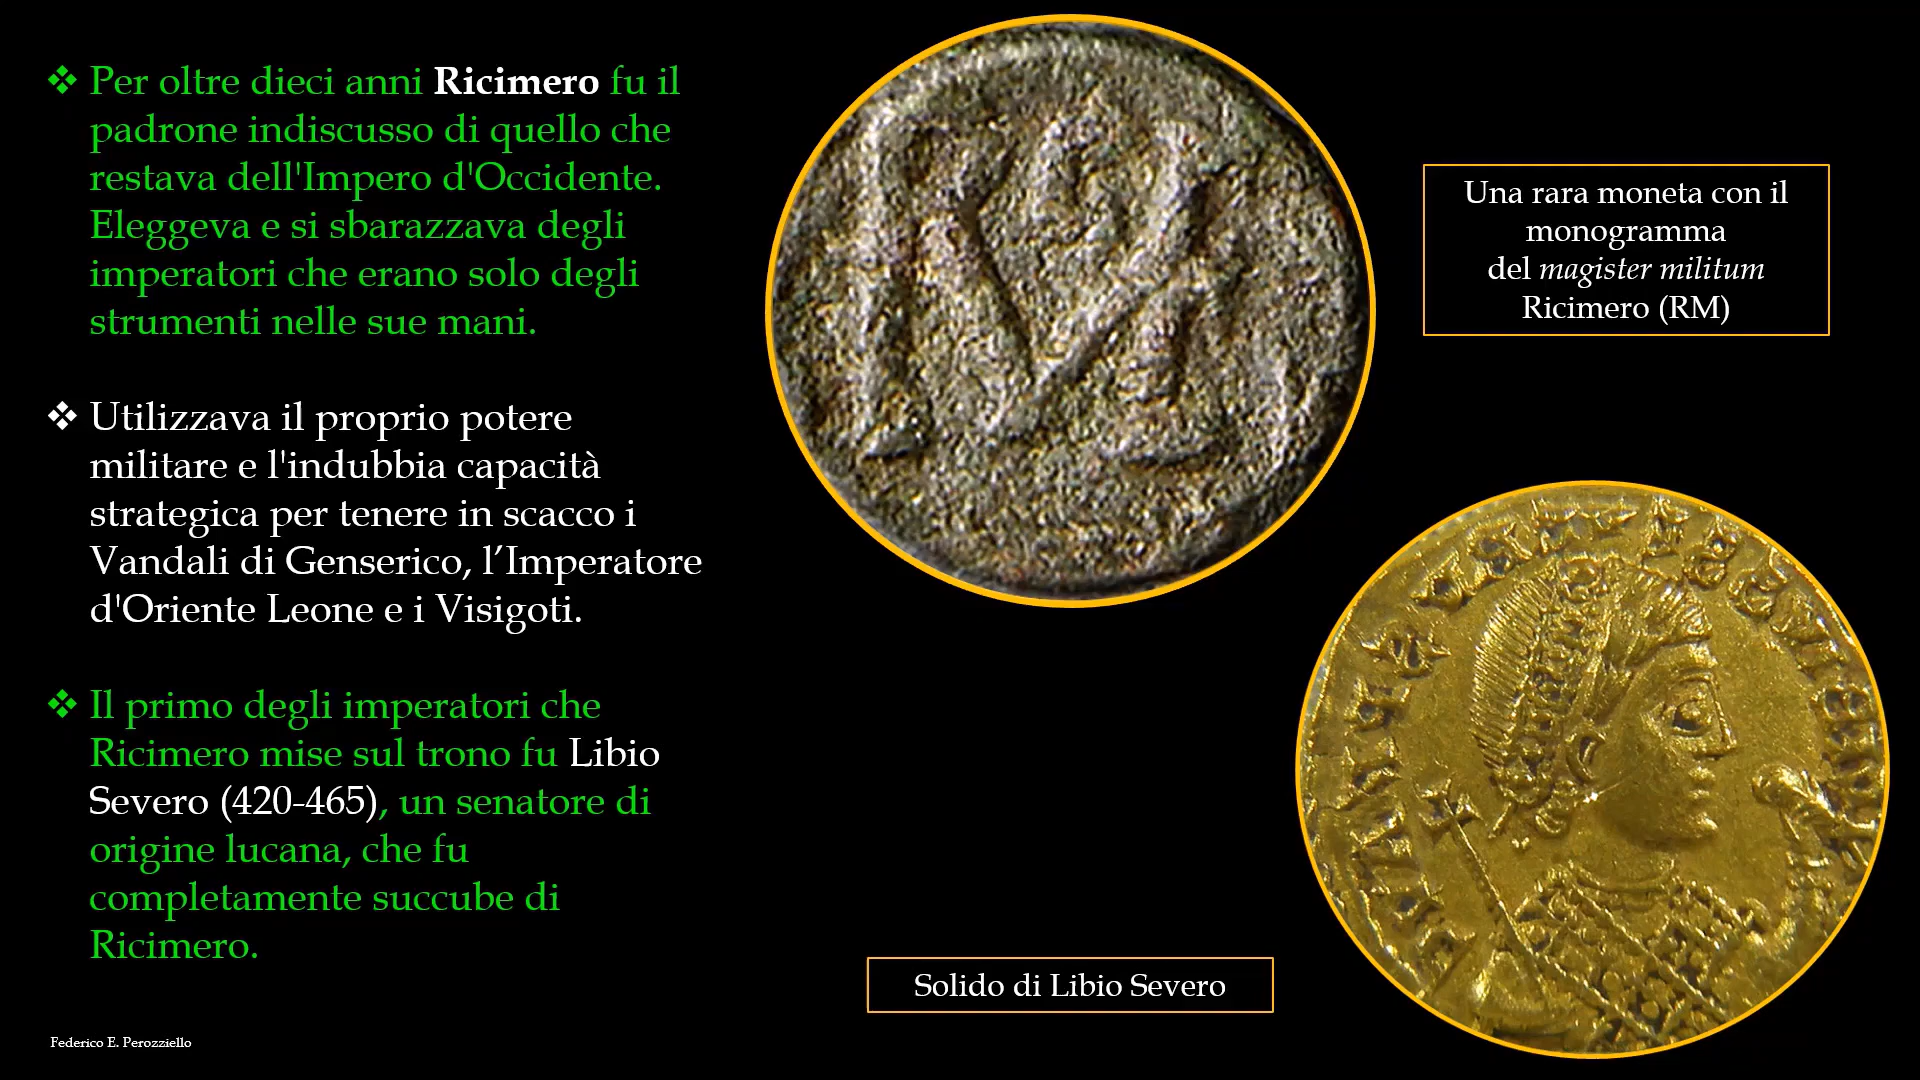 ❖ Per oltre dieci anni Ricimero fu il
padrone indiscusso di quello che
restava dell'Impero d'Occidente.
Eleggeva e si sbarazzava degli
imperatori che erano solo degli
strumenti nelle sue mani.
❖ Utilizzava il proprio potere
militare e l'indubbia capacità
strategica per tenere in scacco i
Vandali di Genserico, l’Imperatore
d'Oriente Leone e i Visigoti.
❖ Il primo degli imperatori che
Ricimero mise sul trono fu Libio
Severo (420-465), un senatore di
origine lucana, che fu
completamente succube di
Ricimero.
Una rara moneta con il
monogramma
del magister militum
Ricimero (RM)
Solido di Libio Severo
Federico E. Perozziello